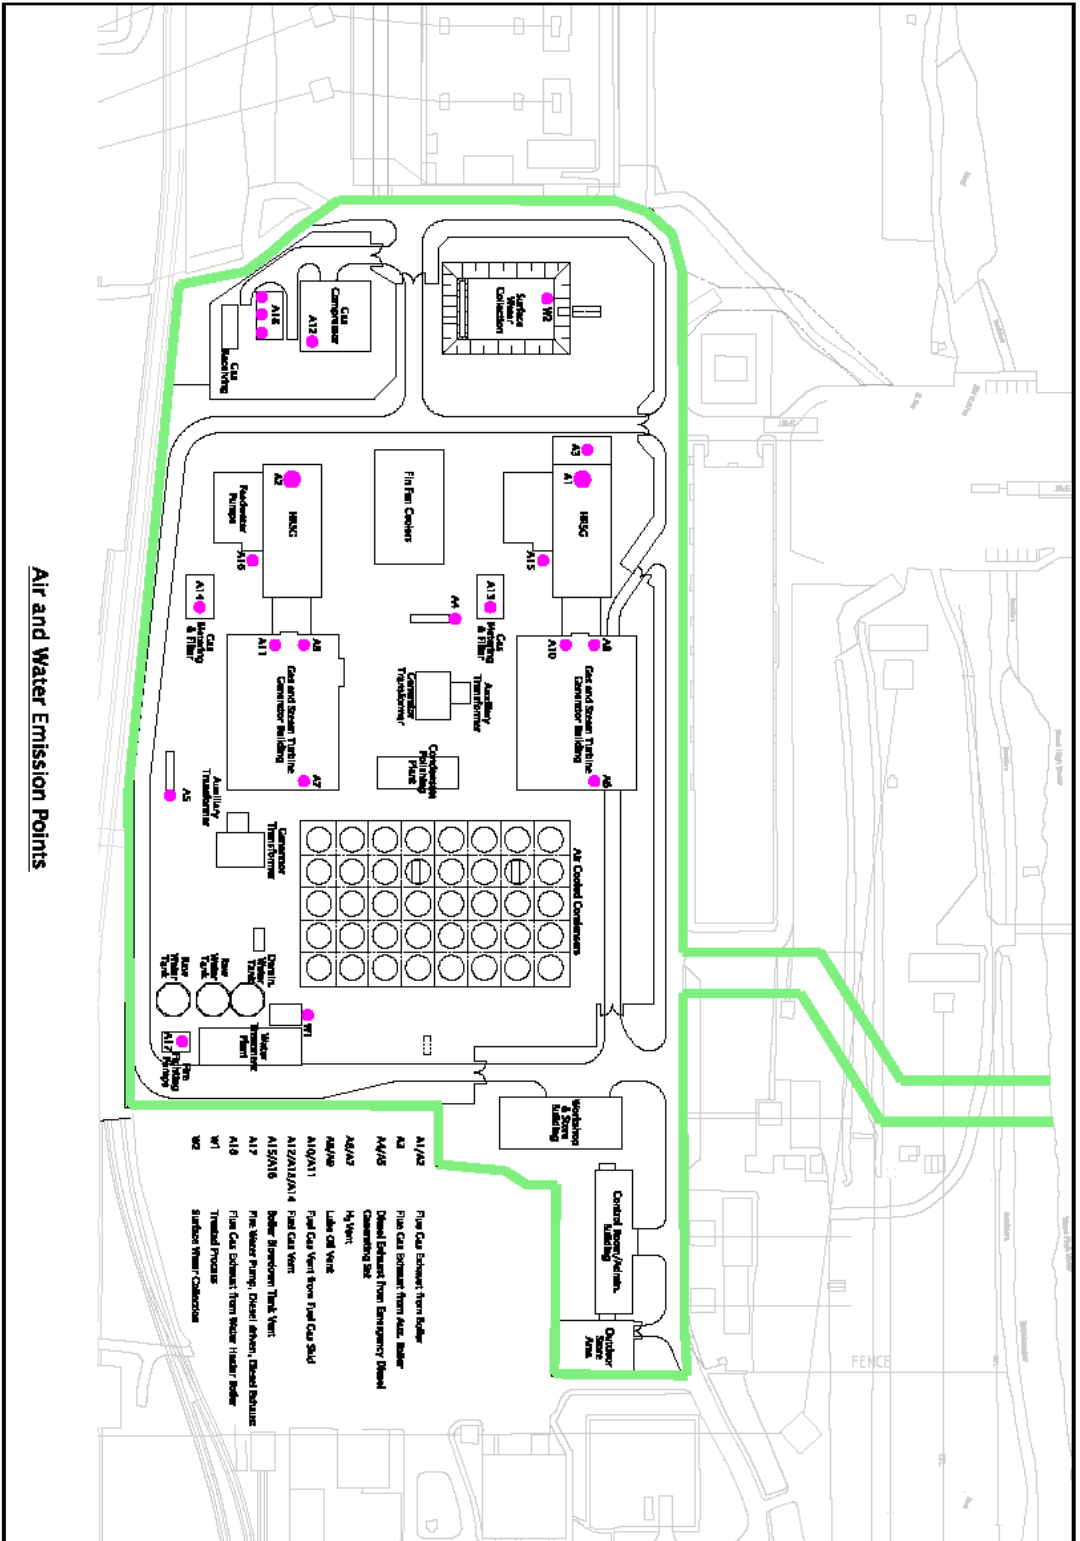 Air and Water Emission Points
W2
Surface
Water
Collection
Gas
Compressor
A12
A18
Gas
Receiving
A3
A1
HRSG
A15
Fin Fan Coolers
A2
HRSG
Feedwater
Pumps
A16
A14
Gas
Metering
& Filter
A13
Gas
Metering
& Filter
A4
A8
A10
Gas and Steam Turbine
Generator Building
A6
A9
A11
Gas and Steam Turbine
Generator Building
A7
Auxiliary
Transformer
Generator
Transformer
Condensate
Polishing
Plant
A5
Auxiliary
Transformer
Generator
Transformer
Air Cooled Condensers
Demin.
Water
Tank
Raw
Water
Tank
Raw
Water
Tank
W1
Water
Treatment
Plant
A17
Fire
Fighting
Pumps
Workshop
& Store
Building
Control Room/Admin.
Building
Outdoor
Store
Area
FENCE
A1/A2 Flue Gas Exhaust from Boiler
A3 Flue Gas Exhaust from Aux. Boiler
A4/A5 Diesel Exhaust from Emergency Diesel
Generating Set
A6/A7 H₂ Vent
A8/A9 Lube Oil Vent
A10/A11 Fuel Gas Vent from Fuel Gas Skid
A12/A13/A14 Fuel Gas Vent
A15/A16 Boiler Blowdown Tank Vent
A17 Fire Water Pump, Diesel driven, Diesel Exhaust
A18 Flue Gas Exhaust from Water Heater Boiler
W1 Treated Process
W2 Surface Water Collection